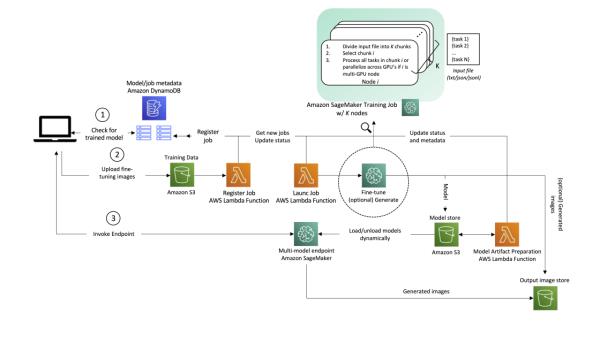 1. Divide input file into K chunks
2. Select chunk i
3. Process all tasks in chunk i or
parallelize across GPU's if i is
multi-GPU node
Node i
K
{task 1}
{task 2}
...
{task N}
Input file
(txt/json/jsonl)
Amazon SageMaker Training Job
w/ K nodes
Model/job metadata
Amazon DynamoDB
1
Check for
trained model
Register
job
Get new jobs
Update status
Update status
and metadata
2
Upload fine-
tuning images
Training Data
Amazon S3
Register Job
AWS Lambda Function
Launc Job
AWS Lambda Function
Fine-tune
(optional) Generate
Model
(optional) Generated
images
3
Invoke Endpoint
Multi-model endpoint
Amazon SageMaker
Load/unload models
dynamically
Model store
Amazon S3
Model Artifact Preparation
AWS Lambda Function
Output image store
Generated images